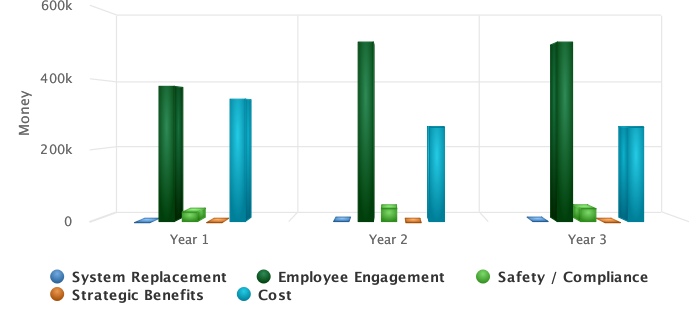 600k
400k
200k
0
Money
Year 1 Year 2 Year 3
System Replacement Employee Engagement Safety / Compliance
Strategic Benefits Cost